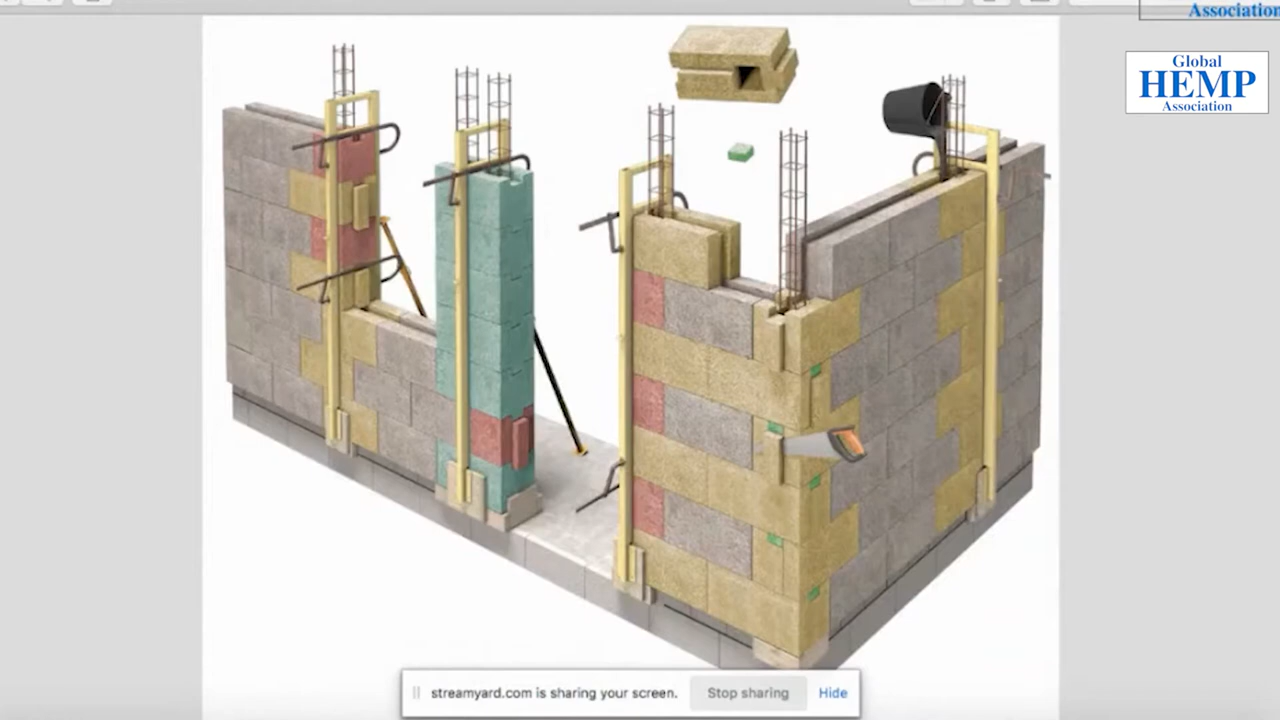 Association
Global
HEMP
Association
streamyard.com is sharing your screen.
Stop sharing
Hide